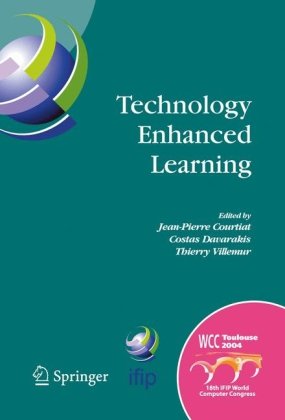 Technology
Enhanced
Learning
Edited by
Jean-Pierre Courtiat
Costas Davarakis
Thierry Villemur
WCC Toulouse
2004
18th IFIP World
Computer Congress
Springer
ifip